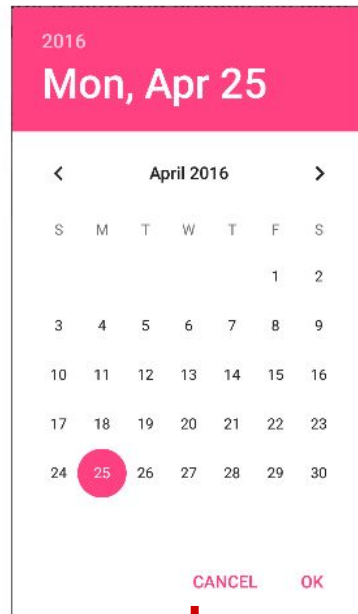 2016
Mon, Apr 25
April 2016
S M T W T F S
1 2
3 4 5 6 7 8 9
10 11 12 13 14 15 16
17 18 19 20 21 22 23
24 25 26 27 28 29 30
CANCEL OK